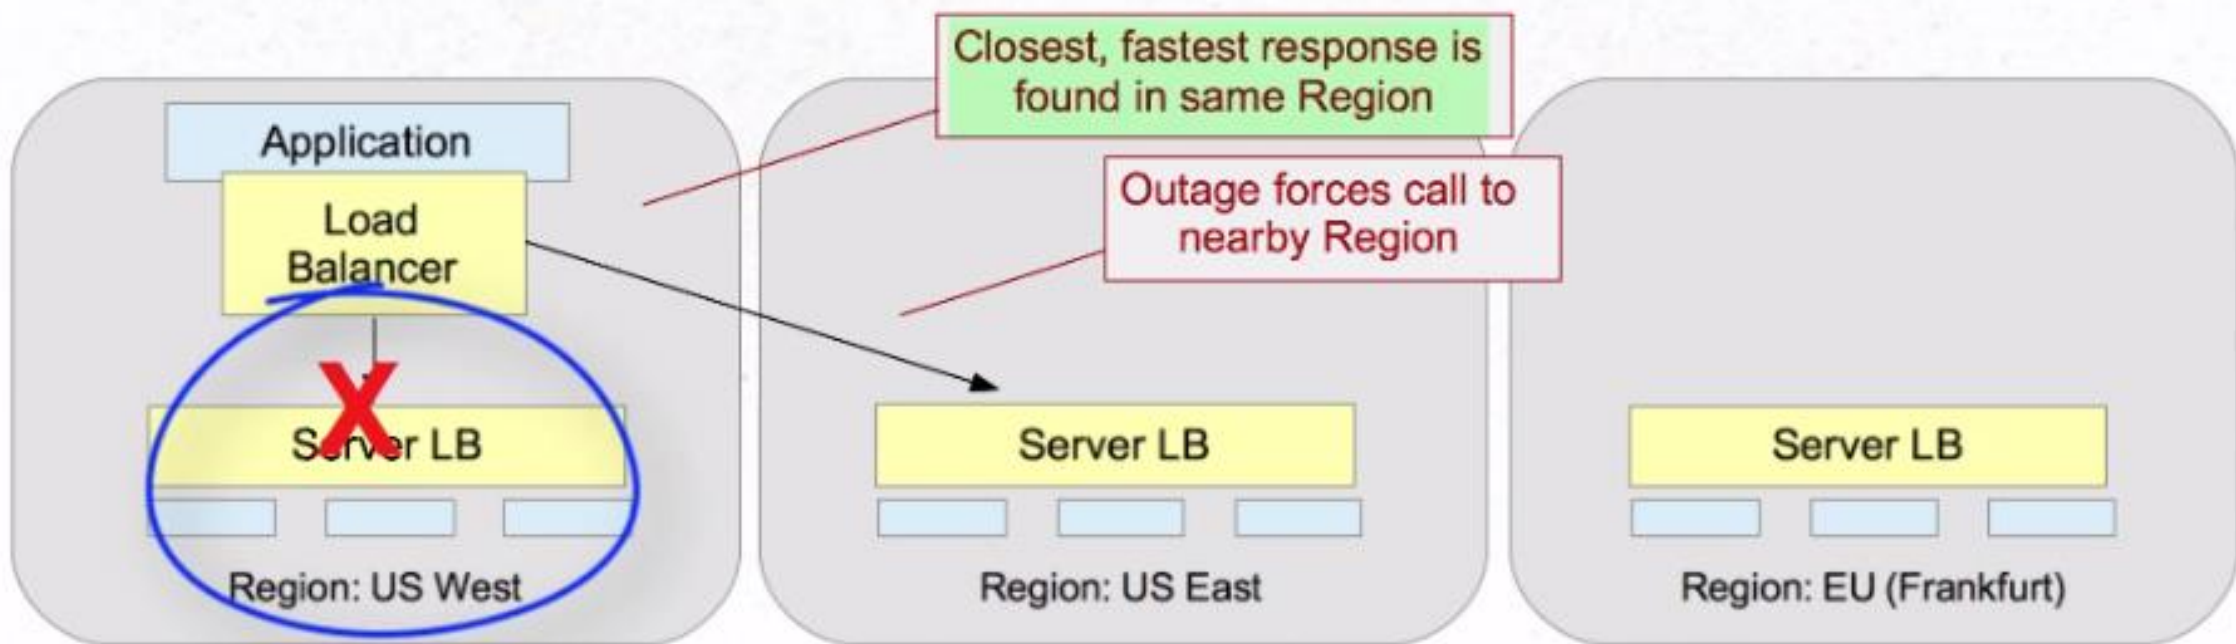 Closest, fastest response is
found in same Region
Application
Load
Balancer
Outage forces call to
nearby Region
X
Server LB
Server LB
Server LB
Region: US West
Region: US East
Region: EU (Frankfurt)